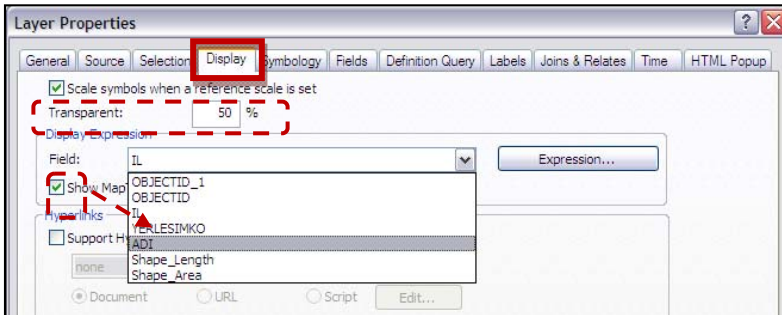 Layer Properties
General Source Selection Display Symbology Fields Definition Query Labels Joins & Relates Time HTML Popup
Scale symbols when a reference scale is set
Transparent: 50 %
Display Expression
Field: IL Expression...
Show Map
OBJECTID_1
OBJECTID
IL
Hyperlinks
YERLESIMKO
Support Hy
ADI
none
Shape_Length
Shape_Area
Document URL Script Edit...